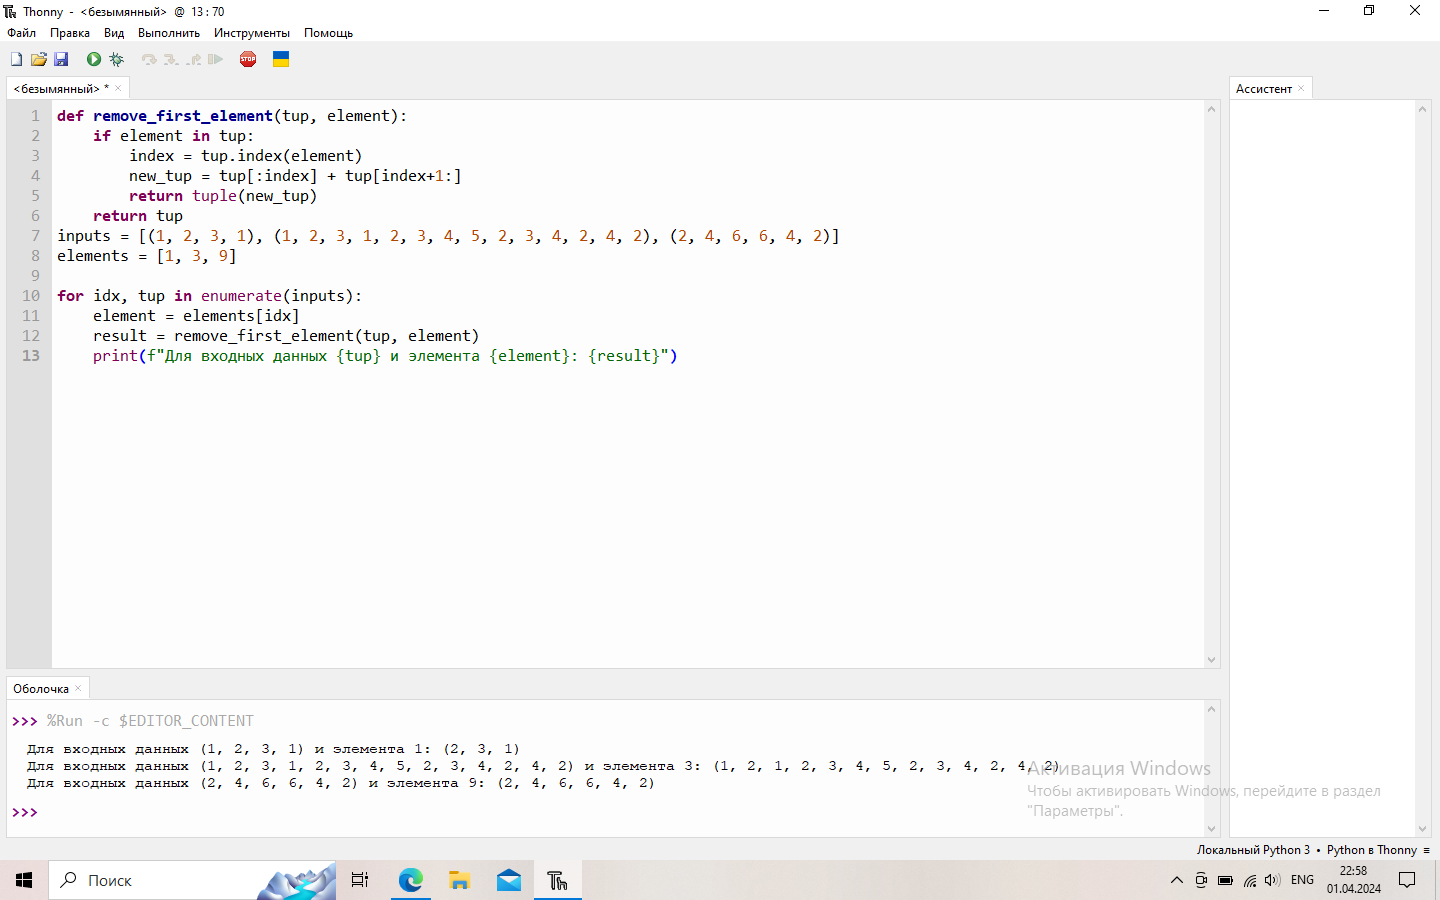 Thonny - <безымянный> @ 13:70
Файл Правка Вид Выполнить Инструменты Помощь
STOP
<безымянный> *
Ассистент
1 def remove_first_element(tup, element):
2     if element in tup:
3         index = tup.index(element)
4         new_tup = tup[:index] + tup[index+1:]
5         return tuple(new_tup)
6     return tup
7 inputs = [(1, 2, 3, 1), (1, 2, 3, 1, 2, 3, 4, 5, 2, 3, 4, 2, 4, 2), (2, 4, 6, 6, 4, 2)]
8 elements = [1, 3, 9]
9
10 for idx, tup in enumerate(inputs):
11     element = elements[idx]
12     result = remove_first_element(tup, element)
13     print(f"Для входных данных {tup} и элемента {element}: {result}")
Оболочка
>>> %Run -c $EDITOR_CONTENT
Для входных данных (1, 2, 3, 1) и элемента 1: (2, 3, 1)
Для входных данных (1, 2, 3, 1, 2, 3, 4, 5, 2, 3, 4, 2, 4, 2) и элемента 3: (1, 2, 1, 2, 3, 4, 5, 2, 3, 4, 2, 4, 2)
Для входных данных (2, 4, 6, 6, 4, 2) и элемента 9: (2, 4, 6, 6, 4, 2)
>>>
Активация Windows
Чтобы активировать Windows, перейдите в раздел
"Параметры".
Локальный Python 3 • Python в Thonny ≡
Поиск
ENG
22:58
01.04.2024